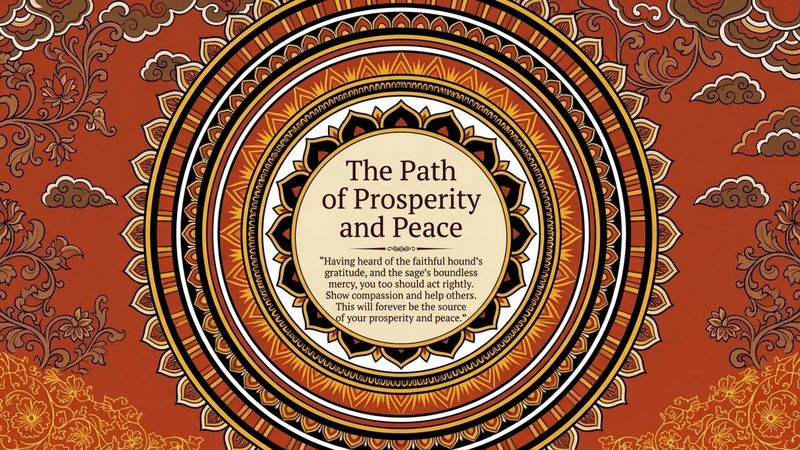 The Path
of Prosperity
and Peace
“Having heard of the faithful hound’s
gratitude, and the sage’s boundless
mercy, you too should act rightly.
Show compassion and help others.
This will forever be the source
of your prosperity and peace.”